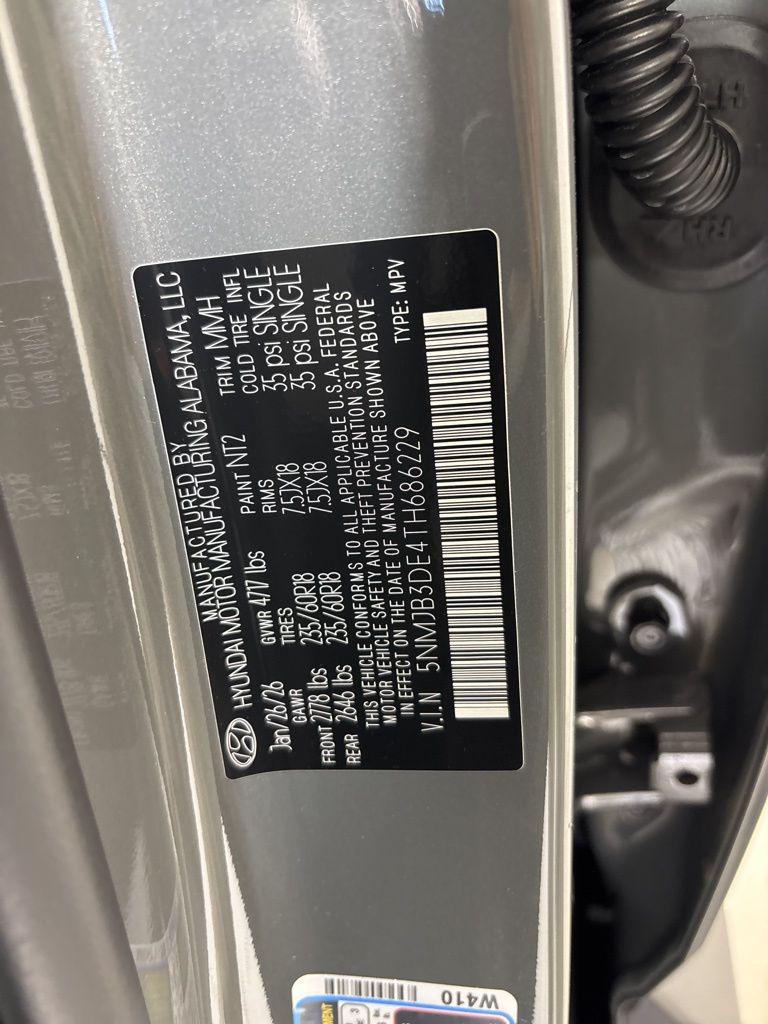 MANUFACTURED BY
HYUNDAI MOTOR MANUFACTURING ALABAMA, LLC
Jan/26/26 GVWR 4717 lbs PAINT NT2 TRIM MMH
GAWR TIRES RIMS COLD TIRE INFL
FRONT 2778 lbs 235/60R18 7.5JX18 35 psi SINGLE
REAR 2646 lbs 235/60R18 7.5JX18 35 psi SINGLE
THIS VEHICLE CONFORMS TO ALL APPLICABLE U.S.A. FEDERAL
MOTOR VEHICLE SAFETY AND THEFT PREVENTION STANDARDS
IN EFFECT ON THE DATE OF MANUFACTURE SHOWN ABOVE
V.I.N 5NMJB3DE4TH686229 TYPE: MPV
W410